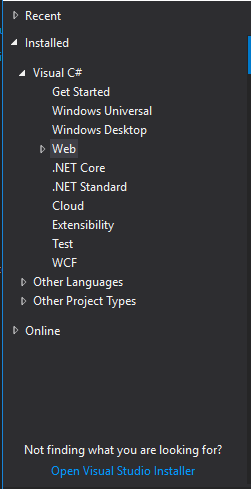 Recent
Installed
Visual C#
Get Started
Windows Universal
Windows Desktop
Web
.NET Core
.NET Standard
Cloud
Extensibility
Test
WCF
Other Languages
Other Project Types
Online
Not finding what you are looking for?
Open Visual Studio Installer